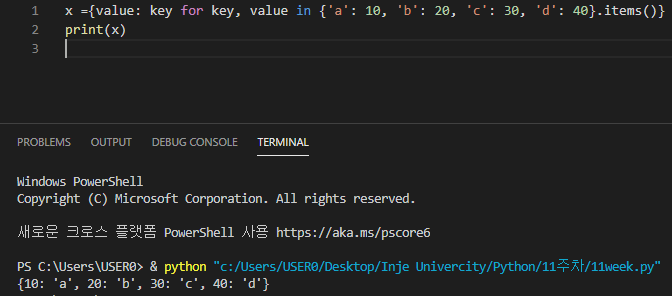 1 x ={value: key for key, value in {'a': 10, 'b': 20, 'c': 30, 'd': 40}.items()}
2 print(x)
3
PROBLEMS OUTPUT DEBUG CONSOLE TERMINAL
Windows PowerShell
Copyright (C) Microsoft Corporation. All rights reserved.
새로운 크로스 플랫폼 PowerShell 사용 https://aka.ms/pscore6
PS C:\Users\USER0> & python "c:/Users/USER0/Desktop/Inje Univercity/Python/11주차/11week.py"
{10: 'a', 20: 'b', 30: 'c', 40: 'd'}